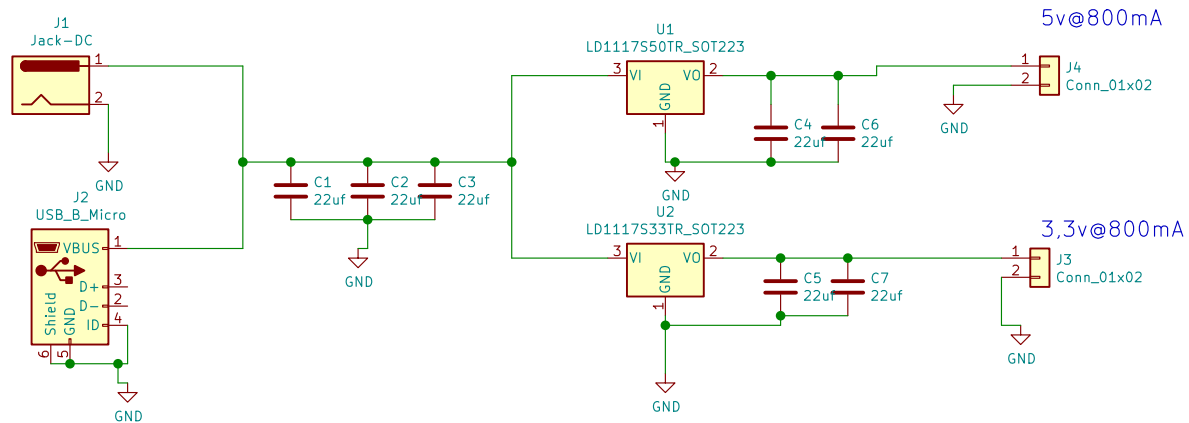 5v@800mA
J1
Jack-DC
1
2
GND
J2
USB_B_Micro
VBUS 1
D+ 3
D- 2
ID 4
Shield
GND
6
5
GND
C1
22uf
C2
22uf
C3
22uf
GND
U1
LD1117S50TR_SOT223
3 VI
VO 2
GND
1
C4
22uf
C6
22uf
GND
1
2
J4
Conn_01x02
GND
U2
LD1117S33TR_SOT223
3 VI
VO 2
GND
1
C5
22uf
C7
22uf
GND
3,3v@800mA
1
2
J3
Conn_01x02
GND